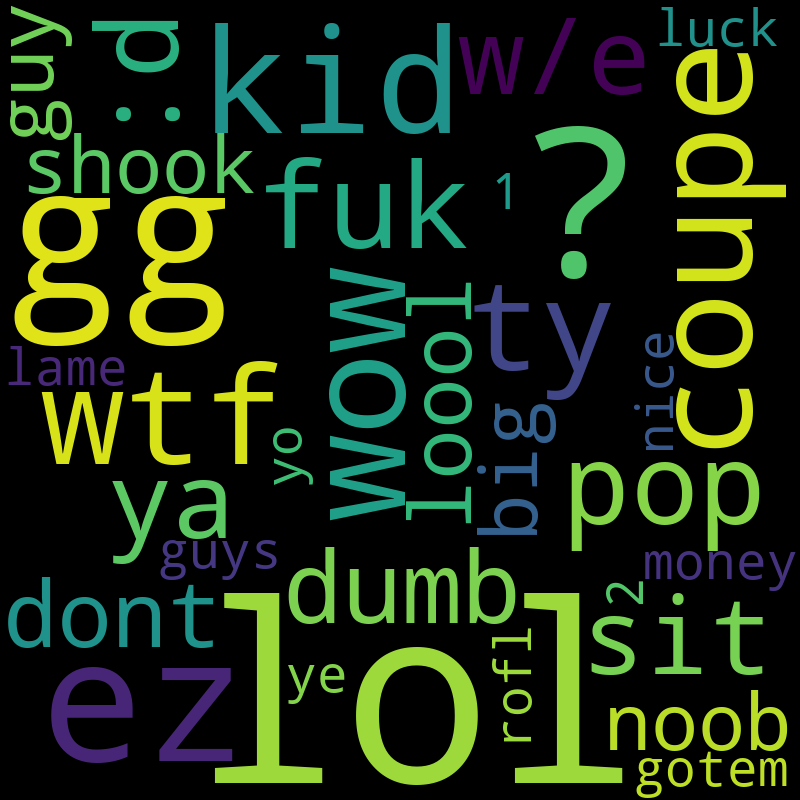 guy
:d
kid
w/e
luck
coupe
shook
fuk
1
?
gg
wow
loool
ty
nice
lame
wtf
yo
big
pop
ya
guys
dumb
money
dont
2
sit
ez
lol
ye
rofl
noob
gotem